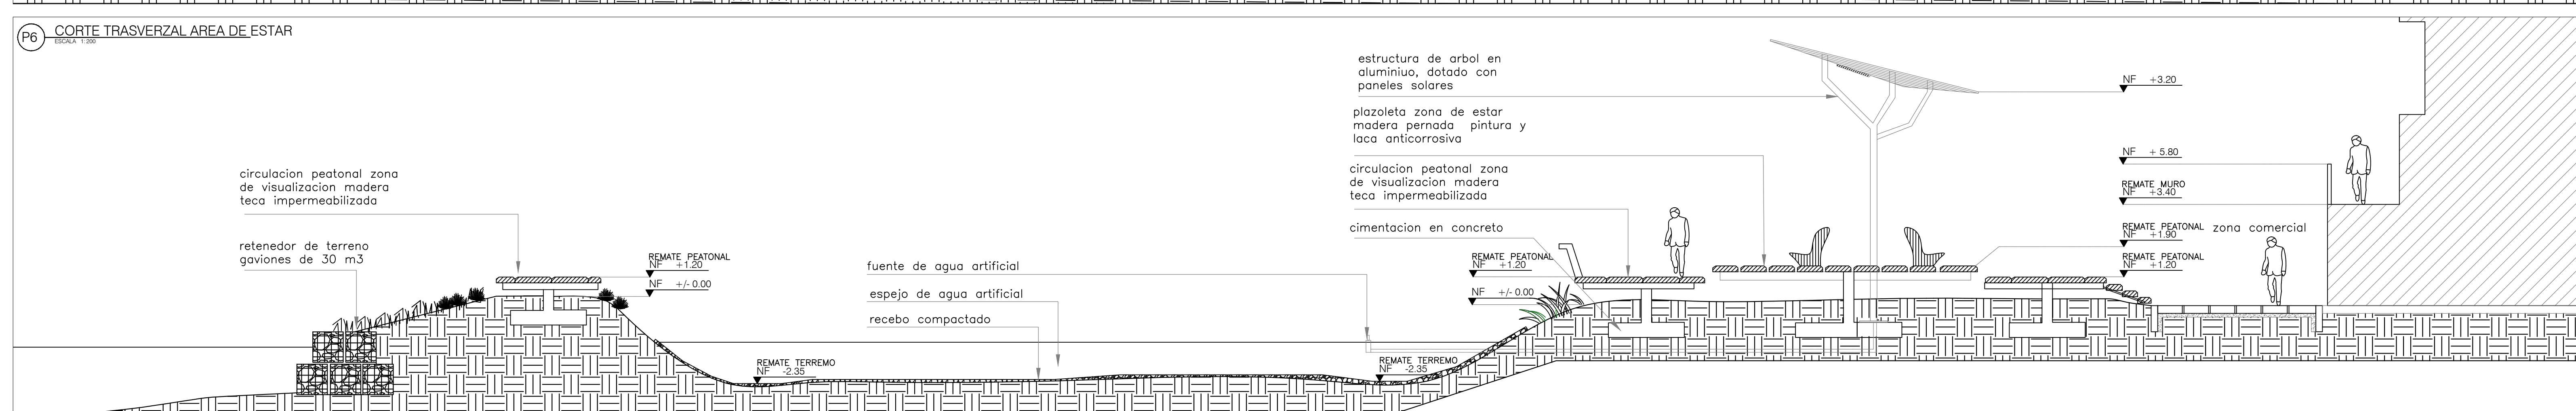 P6 CORTE TRASVERZAL AREA DE ESTAR
ESCALA 1:200
circulacion peatonal zona
de visualizacion madera
teca impermeabilizada
retenedor de terreno
gaviones de 30 m3
REMATE PEATONAL
NF +1.20
NF +/- 0.00
REMATE TERREMO
NF -2.35
fuente de agua artificial
espejo de agua artificial
recebo compactado
estructura de arbol en
aluminiuo, dotado con
paneles solares
plazoleta zona de estar
madera pernada pintura y
laca anticorrosiva
circulacion peatonal zona
de visualizacion madera
teca impermeabilizada
cimentacion en concreto
REMATE PEATONAL
NF +1.20
NF +/- 0.00
REMATE TERREMO
NF -2.35
NF +3.20
NF + 5.80
REMATE MURO
NF +3.40
REMATE PEATONAL zona comercial
NF +1.90
REMATE PEATONAL
NF +1.20